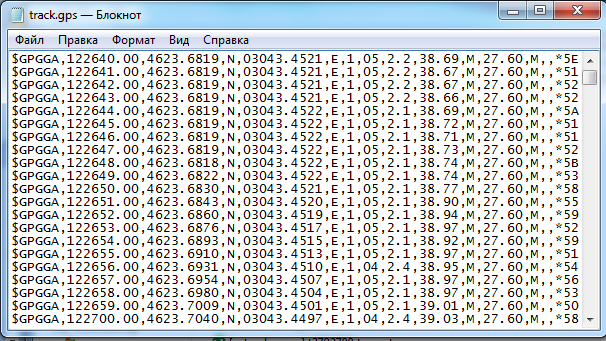 track.gps — Блокнот
Файл Правка Формат Вид Справка
$GPGGA,122640.00,4623.6819,N,03043.4521,E,1,05,2.2,38.69,M,27.60,M,,*5E
$GPGGA,122641.00,4623.6819,N,03043.4521,E,1,05,2.2,38.67,M,27.60,M,,*51
$GPGGA,122642.00,4623.6819,N,03043.4521,E,1,05,2.2,38.67,M,27.60,M,,*52
$GPGGA,122643.00,4623.6819,N,03043.4521,E,1,05,2.2,38.66,M,27.60,M,,*52
$GPGGA,122644.00,4623.6819,N,03043.4522,E,1,05,2.1,38.69,M,27.60,M,,*5A
$GPGGA,122645.00,4623.6819,N,03043.4522,E,1,05,2.1,38.72,M,27.60,M,,*51
$GPGGA,122646.00,4623.6819,N,03043.4522,E,1,05,2.1,38.71,M,27.60,M,,*51
$GPGGA,122647.00,4623.6819,N,03043.4522,E,1,05,2.1,38.73,M,27.60,M,,*52
$GPGGA,122648.00,4623.6818,N,03043.4522,E,1,05,2.1,38.74,M,27.60,M,,*5B
$GPGGA,122649.00,4623.6822,N,03043.4522,E,1,05,2.1,38.74,M,27.60,M,,*53
$GPGGA,122650.00,4623.6830,N,03043.4521,E,1,05,2.1,38.77,M,27.60,M,,*58
$GPGGA,122651.00,4623.6843,N,03043.4520,E,1,05,2.1,38.90,M,27.60,M,,*55
$GPGGA,122652.00,4623.6860,N,03043.4519,E,1,05,2.1,38.94,M,27.60,M,,*59
$GPGGA,122653.00,4623.6876,N,03043.4517,E,1,05,2.1,38.97,M,27.60,M,,*52
$GPGGA,122654.00,4623.6893,N,03043.4515,E,1,05,2.1,38.92,M,27.60,M,,*59
$GPGGA,122655.00,4623.6910,N,03043.4513,E,1,05,2.1,38.97,M,27.60,M,,*51
$GPGGA,122656.00,4623.6931,N,03043.4510,E,1,04,2.4,38.95,M,27.60,M,,*54
$GPGGA,122657.00,4623.6954,N,03043.4507,E,1,05,2.1,38.97,M,27.60,M,,*56
$GPGGA,122658.00,4623.6980,N,03043.4504,E,1,05,2.1,38.97,M,27.60,M,,*53
$GPGGA,122659.00,4623.7009,N,03043.4501,E,1,05,2.1,39.01,M,27.60,M,,*50
$GPGGA,122700.00,4623.7040,N,03043.4497,E,1,04,2.4,39.03,M,27.60,M,,*58